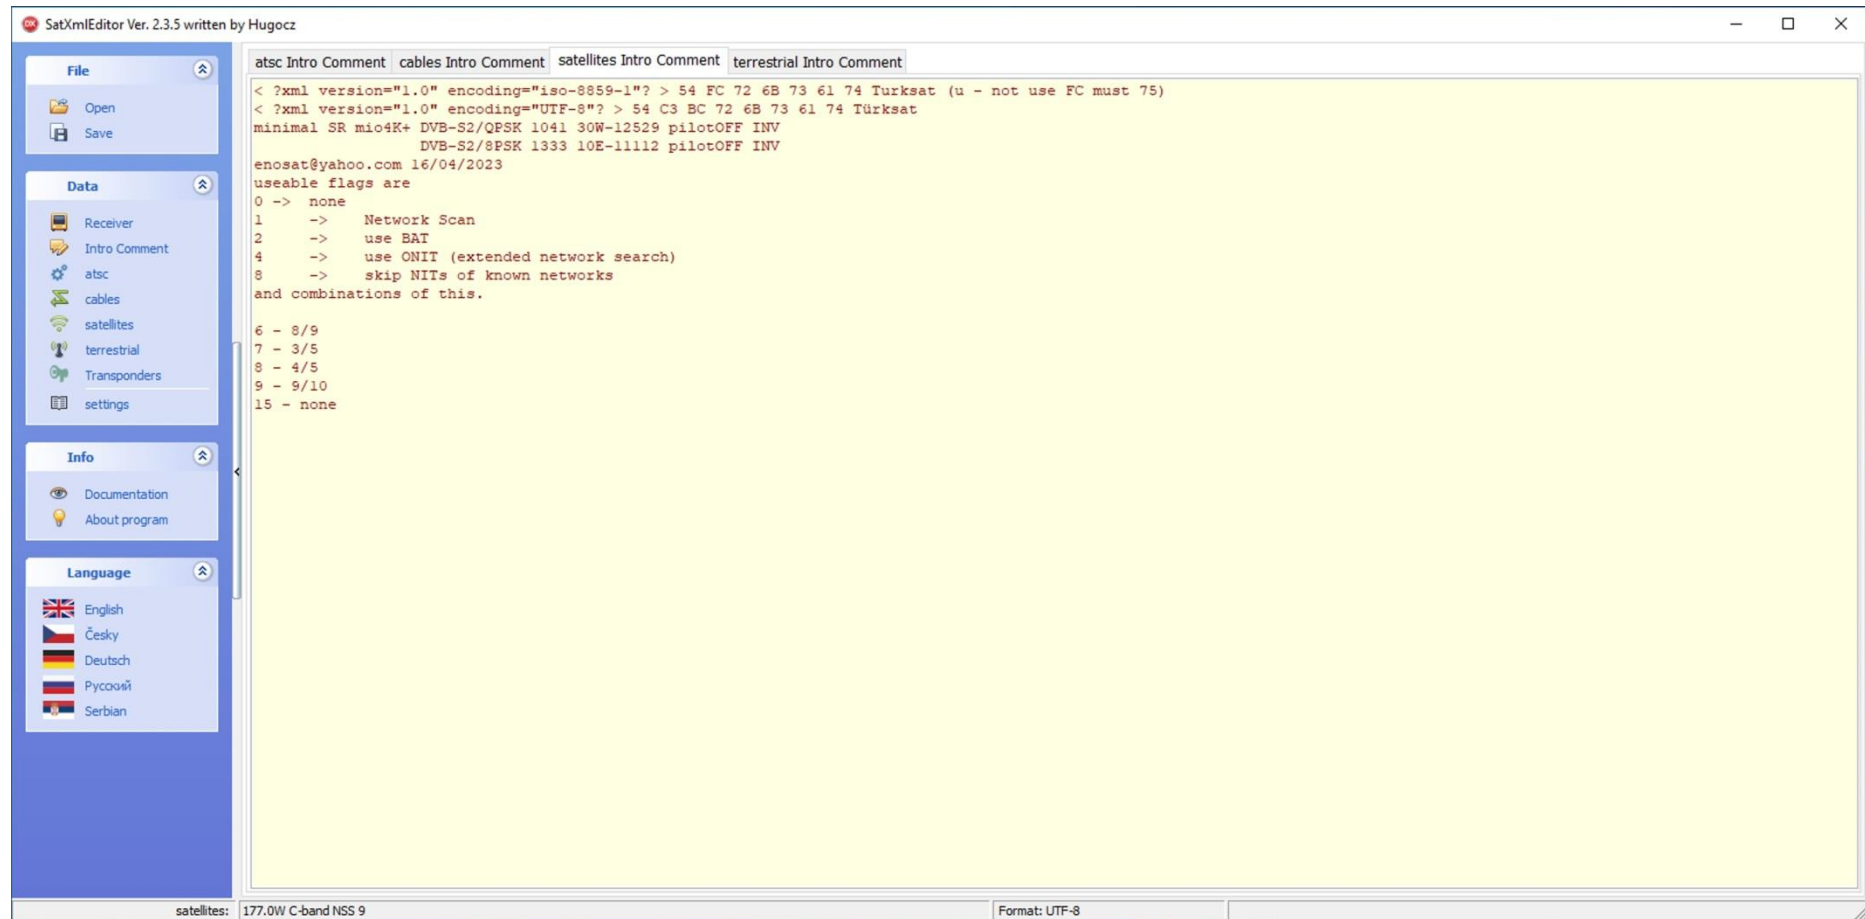 SatXmlEditor Ver. 2.3.5 written by Hugocz
File
Open
Save
Data
Receiver
Intro Comment
atsc
cables
satellites
terrestrial
Transponders
settings
Info
Documentation
About program
Language
English
Česky
Deutsch
Русский
Serbian
atsc Intro Comment cables Intro Comment satellites Intro Comment terrestrial Intro Comment
< ?xml version="1.0" encoding="iso-8859-1"? > 54 FC 72 6B 73 61 74 Turksat (u - not use FC must 75)
< ?xml version="1.0" encoding="UTF-8"? > 54 C3 BC 72 6B 73 61 74 Türksat
minimal SR mio4K+ DVB-S2/QPSK 1041 30W-12529 pilotOFF INV
DVB-S2/8PSK 1333 10E-11112 pilotOFF INV
enosat@yahoo.com 16/04/2023
useable flags are
0 -> none
1 -> Network Scan
2 -> use BAT
4 -> use ONIT (extended network search)
8 -> skip NITs of known networks
and combinations of this.
6 - 8/9
7 - 3/5
8 - 4/5
9 - 9/10
15 - none
satellites: 177.0W C-band NSS 9 Format: UTF-8